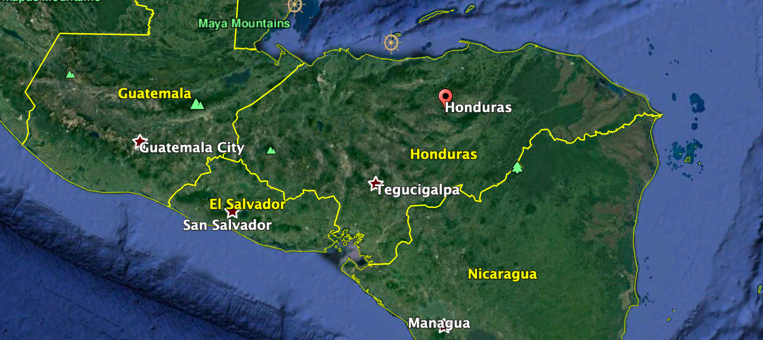 Maya Mountains
Guatemala
Honduras
Guatemala City
Honduras
Tegucigalpa
El Salvador
San Salvador
Nicaragua
Managua